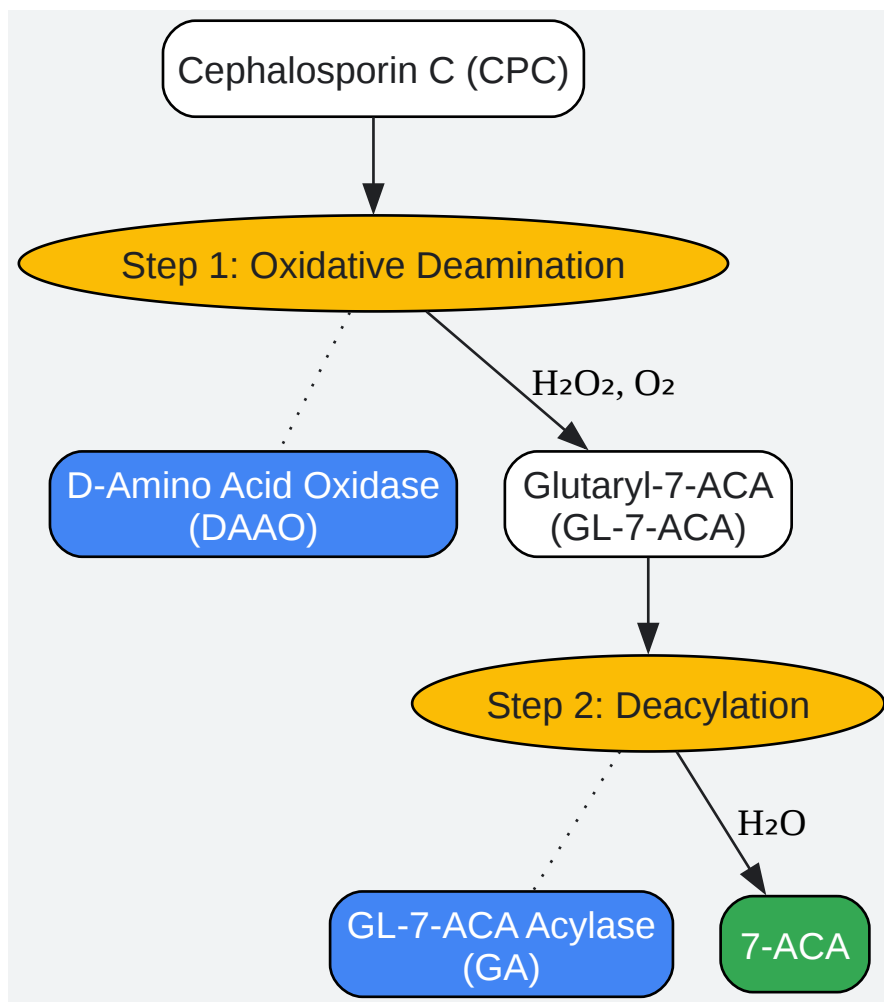 Cephalosporin C (CPC)
Step 1: Oxidative Deamination
H₂O₂, O₂
D-Amino Acid Oxidase
(DAAO)
Glutaryl-7-ACA
(GL-7-ACA)
Step 2: Deacylation
H₂O
GL-7-ACA Acylase
(GA)
7-ACA